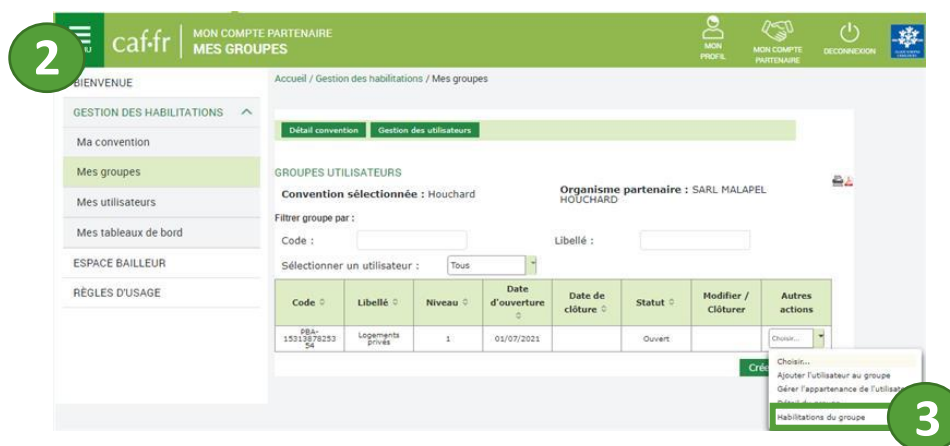 2
caf·fr
MON COMPTE PARTENAIRE
MES GROUPES
MON PROFIL
MON COMPTE PARTENAIRE
DECONNEXION
BIENVENUE
GESTION DES HABILITATIONS
Ma convention
Mes groupes
Mes utilisateurs
Mes tableaux de bord
ESPACE BAILLEUR
RÈGLES D'USAGE
Accueil / Gestion des habilitations / Mes groupes
Détail convention Gestion des utilisateurs
GROUPES UTILISATEURS
Convention sélectionnée : Houchard
Organisme partenaire : SARL MALAPEL
HOUCHARD
Filtrer groupe par :
Code : Libellé :
Sélectionner un utilisateur : Tous
Code Libellé Niveau Date d'ouverture Date de clôture Statut Modifier / Clôturer Autres actions
PBA-1531387825354 Logements privés 1 01/07/2021 Ouvert Choisir...
Choisir...
Ajouter l'utilisateur au groupe
Gérer l'appartenance de
Habilitations du groupe
3